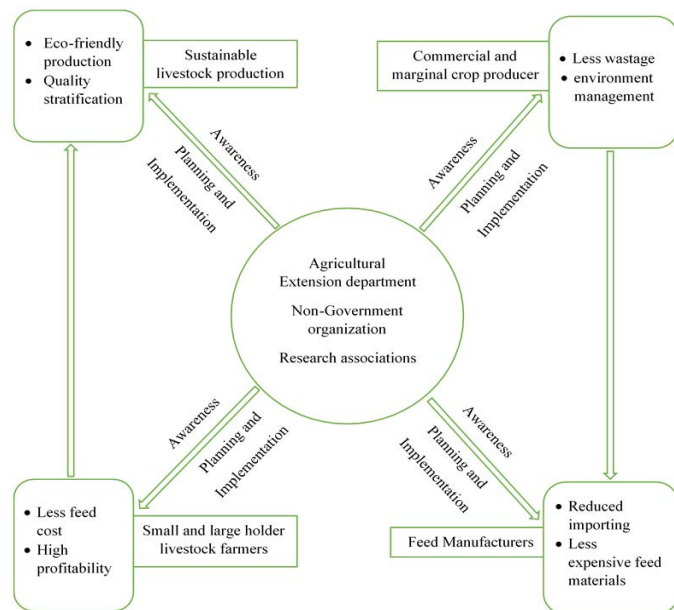 • Eco-friendly
production
• Quality
stratification
Sustainable
livestock production
Commercial and
marginal crop producer
• Less wastage
• environment
management
Awareness
Planning and
Implementation
Awareness
Planning and
Implementation
Agricultural
Extension department
Non-Government
organization
Research associations
Awareness
Planning and
Implementation
Awareness
Planning and
Implementation
• Less feed
cost
• High
profitability
Small and large holder
livestock farmers
Feed Manufacturers
• Reduced
importing
• Less
expensive feed
materials